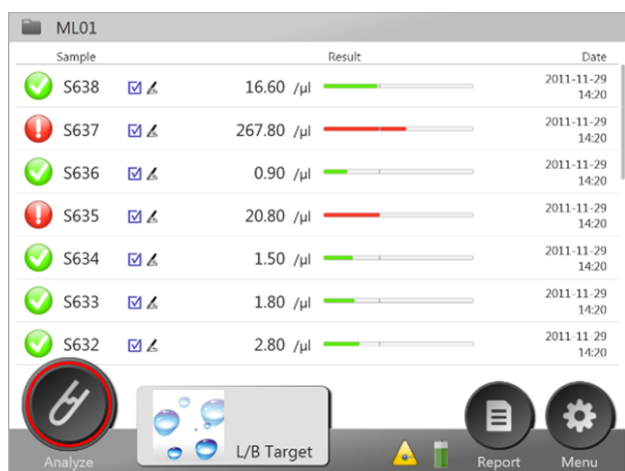 ML01
Sample Result Date
S638 16.60 /µl 2011-11-29
14:20
S637 267.80 /µl 2011-11-29
14:20
S636 0.90 /µl 2011-11-29
14:20
S635 20.80 /µl 2011-11-29
14:20
S634 1.50 /µl 2011-11-29
14:20
S633 1.80 /µl 2011-11-29
14:20
S632 2.80 /µl 2011-11-29
14:20
Analyze L/B Target Report Menu